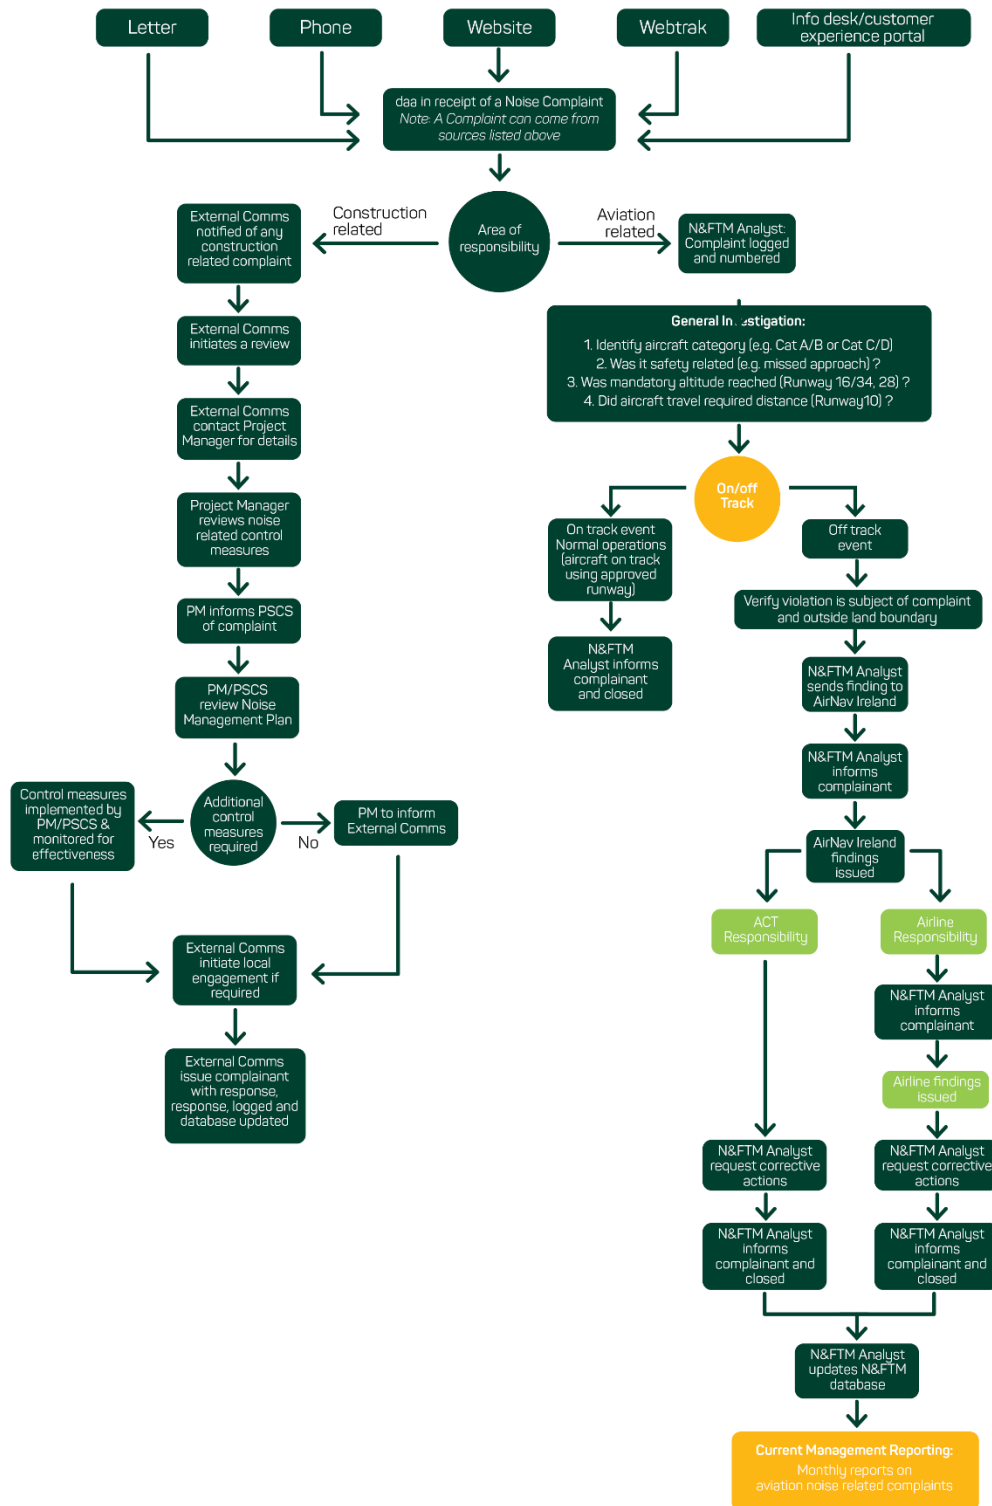 Letter
Phone
Website
Webtrak
Info desk/customer
experience portal
daa in receipt of a Noise Complaint
Note: A Complaint can come from
sources listed above
Area of
responsibility
Construction
related
Aviation
related
External Comms
notified of any
construction
related complaint
External Comms
initiates a review
External Comms
contact Project
Manager for details
Project Manager
reviews noise
related control
measures
PM informs PSCS
of complaint
PM/PSCS
review Noise
Management Plan
Additional
control
measures
required
Yes
No
Control measures
implemented by
PM/PSCS &
monitored for
effectiveness
PM to inform
External Comms
External Comms
initiate local
engagement if
required
External Comms
issue complainant
with response,
response, logged and
database updated
N&FTM Analyst:
Complaint logged
and numbered
General Investigation:
1. Identify aircraft category (e.g. Cat A/B or Cat C/D)
2. Was it safety related (e.g. missed approach) ?
3. Was mandatory altitude reached (Runway 16/34, 28) ?
4. Did aircraft travel required distance (Runway10) ?
On/off
Track
On track event
Normal operations
(aircraft on track
using approved
runway)
N&FTM
Analyst informs
complainant
and closed
Off track
event
Verify violation is subject of complaint
and outside land boundary
N&FTM Analyst
sends finding to
AirNav Ireland
N&FTM Analyst
informs
complainant
AirNav Ireland
findings
issued
ACT
Responsibility
Airline
Responsibility
N&FTM Analyst
informs
complainant
Airline findings
issued
N&FTM Analyst
request corrective
actions
N&FTM Analyst
request corrective
actions
N&FTM Analyst
informs
complainant and
closed
N&FTM Analyst
informs
complainant and
closed
N&FTM Analyst
updates N&FTM
database
Current Management Reporting:
Monthly reports on
aviation noise related complaints